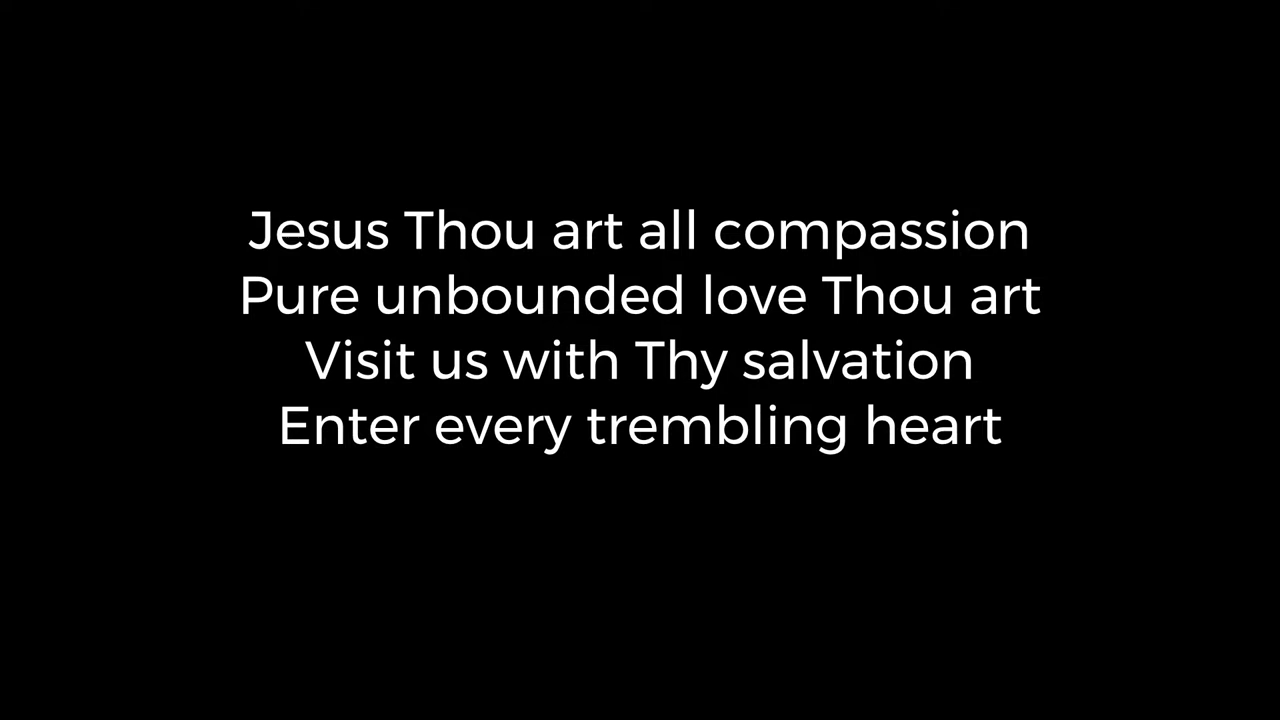 Jesus Thou art all compassion
Pure unbounded love Thou art
Visit us with Thy salvation
Enter every trembling heart